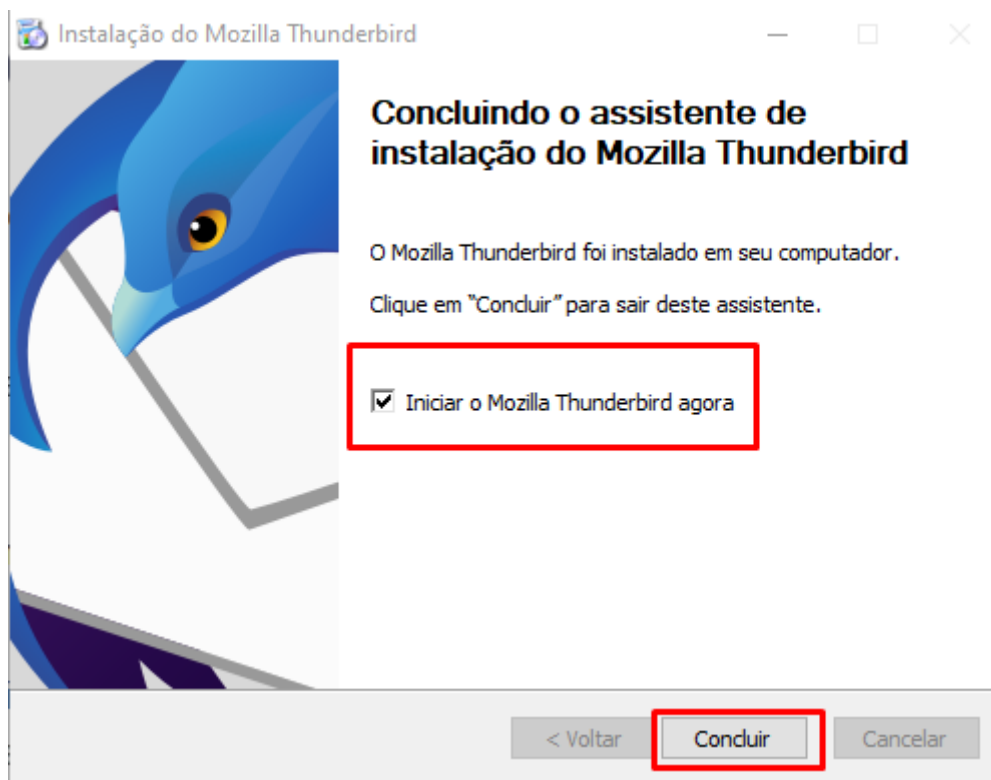 Instalação do Mozilla Thunderbird
Concluindo o assistente de
instalação do Mozilla Thunderbird
O Mozilla Thunderbird foi instalado em seu computador.
Clique em “Concluir” para sair deste assistente.
Iniciar o Mozilla Thunderbird agora
< Voltar Concluir Cancelar